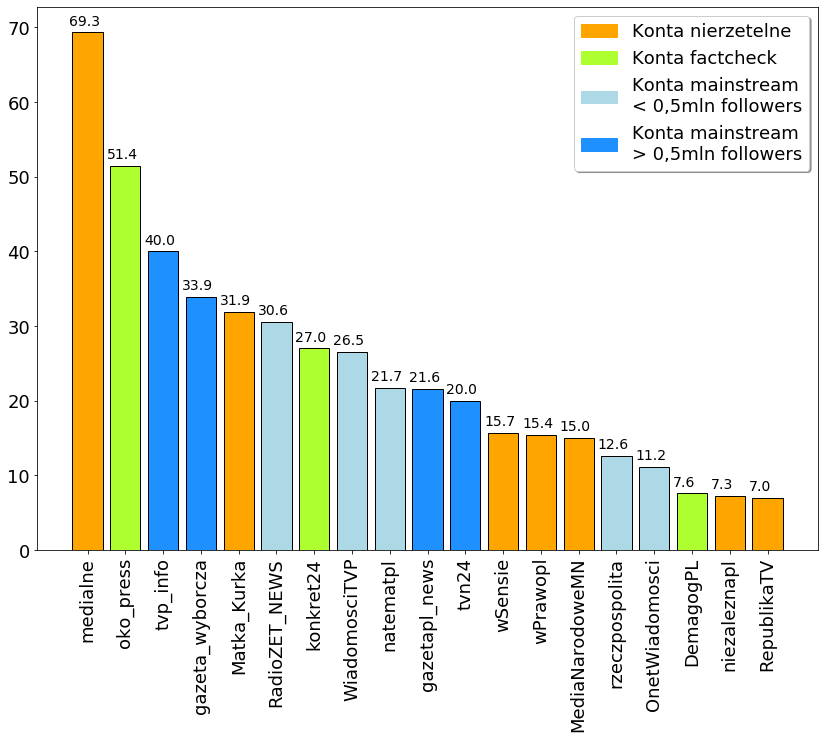 70
60
50
40
30
20
10
0
69.3
51.4
40.0
33.9
31.9
30.6
27.0
26.5
21.7
21.6
20.0
15.7
15.4
15.0
12.6
11.2
7.6
7.3
7.0
Konta nierzetelne
Konta factcheck
Konta mainstream
< 0,5mln followers
Konta mainstream
> 0,5mln followers
medialne
oko_press
tvp_info
gazeta_wyborcza
Matka_Kurka
RadioZET_NEWS
konkret24
WiadomosciTVP
natematpl
gazetapl_news
tvn24
wSensie
wPrawopl
MediaNarodoweMN
rzeczpospolita
OnetWiadomosci
DemagogPL
niezaleznapl
RepublikaTV